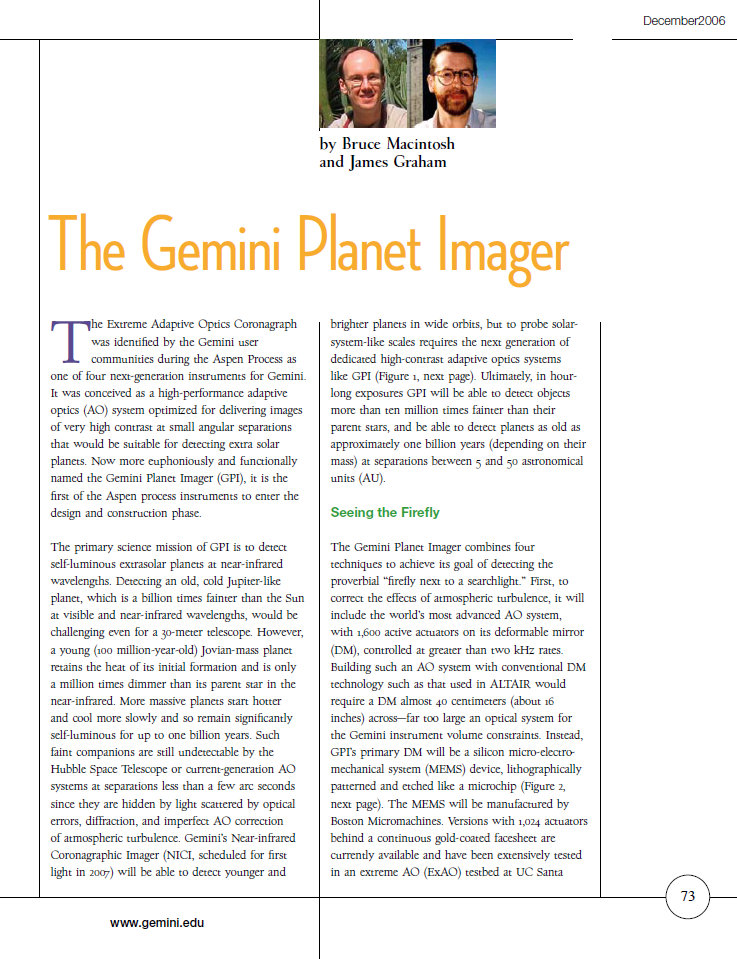 December2006
by Bruce Macintosh
and James Graham
The Gemini Planet Imager
The Extreme Adaptive Optics Coronagraph
was identified by the Gemini user
communities during the Aspen Process as
one of four next-generation instruments for Gemini.
It was conceived as a high-performance adaptive
optics (AO) system optimized for delivering images
of very high contrast at small angular separations
that would be suitable for detecting extra solar
planets. Now more euphoniously and functionally
named the Gemini Planet Imager (GPI), it is the
first of the Aspen process instruments to enter the
design and construction phase.
The primary science mission of GPI is to detect
self-luminous extrasolar planets at near-infrared
wavelengths. Detecting an old, cold Jupiter-like
planet, which is a billion times fainter than the Sun
at visible and near-infrared wavelengths, would be
challenging even for a 30-meter telescope. However,
a young (100 million-year-old) Jovian-mass planet
retains the heat of its initial formation and is only
a million times dimmer than its parent star in the
near-infrared. More massive planets start hotter
and cool more slowly and so remain significantly
self-luminous for up to one billion years. Such
faint companions are still undetectable by the
Hubble Space Telescope or current-generation AO
systems at separations less than a few arc seconds
since they are hidden by light scattered by optical
errors, diffraction, and imperfect AO correction
of atmospheric turbulence. Gemini's Near-infrared
Coronagraphic Imager (NICI, scheduled for first
light in 2007) will be able to detect younger and
brighter planets in wide orbits, but to probe solar-
system-like scales requires the next generation of
dedicated high-contrast adaptive optics systems
like GPI (Figure 1, next page). Ultimately, in hour-
long exposures GPI will be able to detect objects
more than ten million times fainter than their
parent stars, and be able to detect planets as old as
approximately one billion years (depending on their
mass) at separations between 5 and 50 astronomical
units (AU).
Seeing the Firefly
The Gemini Planet Imager combines four
techniques to achieve its goal of detecting the
proverbial “firefly next to a searchlight.” First, to
correct the effects of atmospheric turbulence, it will
include the world's most advanced AO system,
with 1,600 active actuators on its deformable mirror
(DM), controlled at greater than two kHz rates.
Building such an AO system with conventional DM
technology such as that used in ALTAIR would
require a DM almost 40 centimeters (about 16
inches) across—far too large an optical system for
the Gemini instrument volume constraints. Instead,
GPI's primary DM will be a silicon micro-electro-
mechanical system (MEMS) device, lithographically
patterned and etched like a microchip (Figure 2,
next page). The MEMS will be manufactured by
Boston Micromachines. Versions with 1,024 actuators
behind a continuous gold-coated facesheet are
currently available and have been extensively tested
in an extreme AO (ExAO) testbed at UC Santa
73
www.gemini.edu